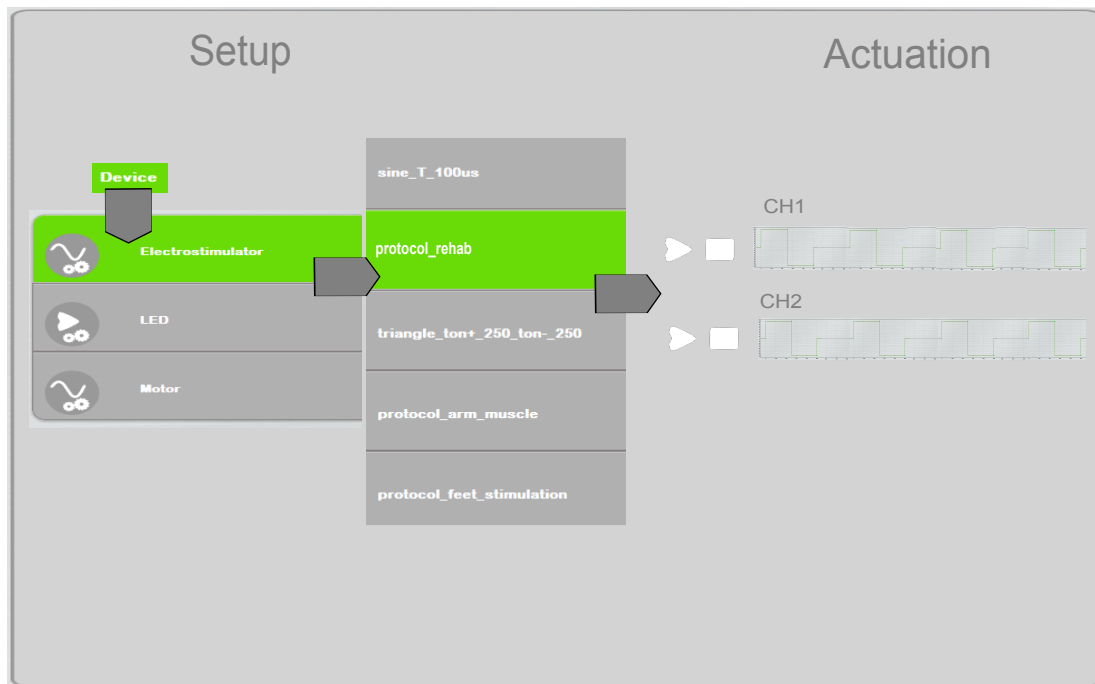 Setup
Actuation
Device
Electrostimulator
LED
Motor
sine_T_100us
protocol_rehab
triangle_ton+_250_ton-_250
protocol_arm_muscle
protocol_feet_stimulation
CH1
CH2